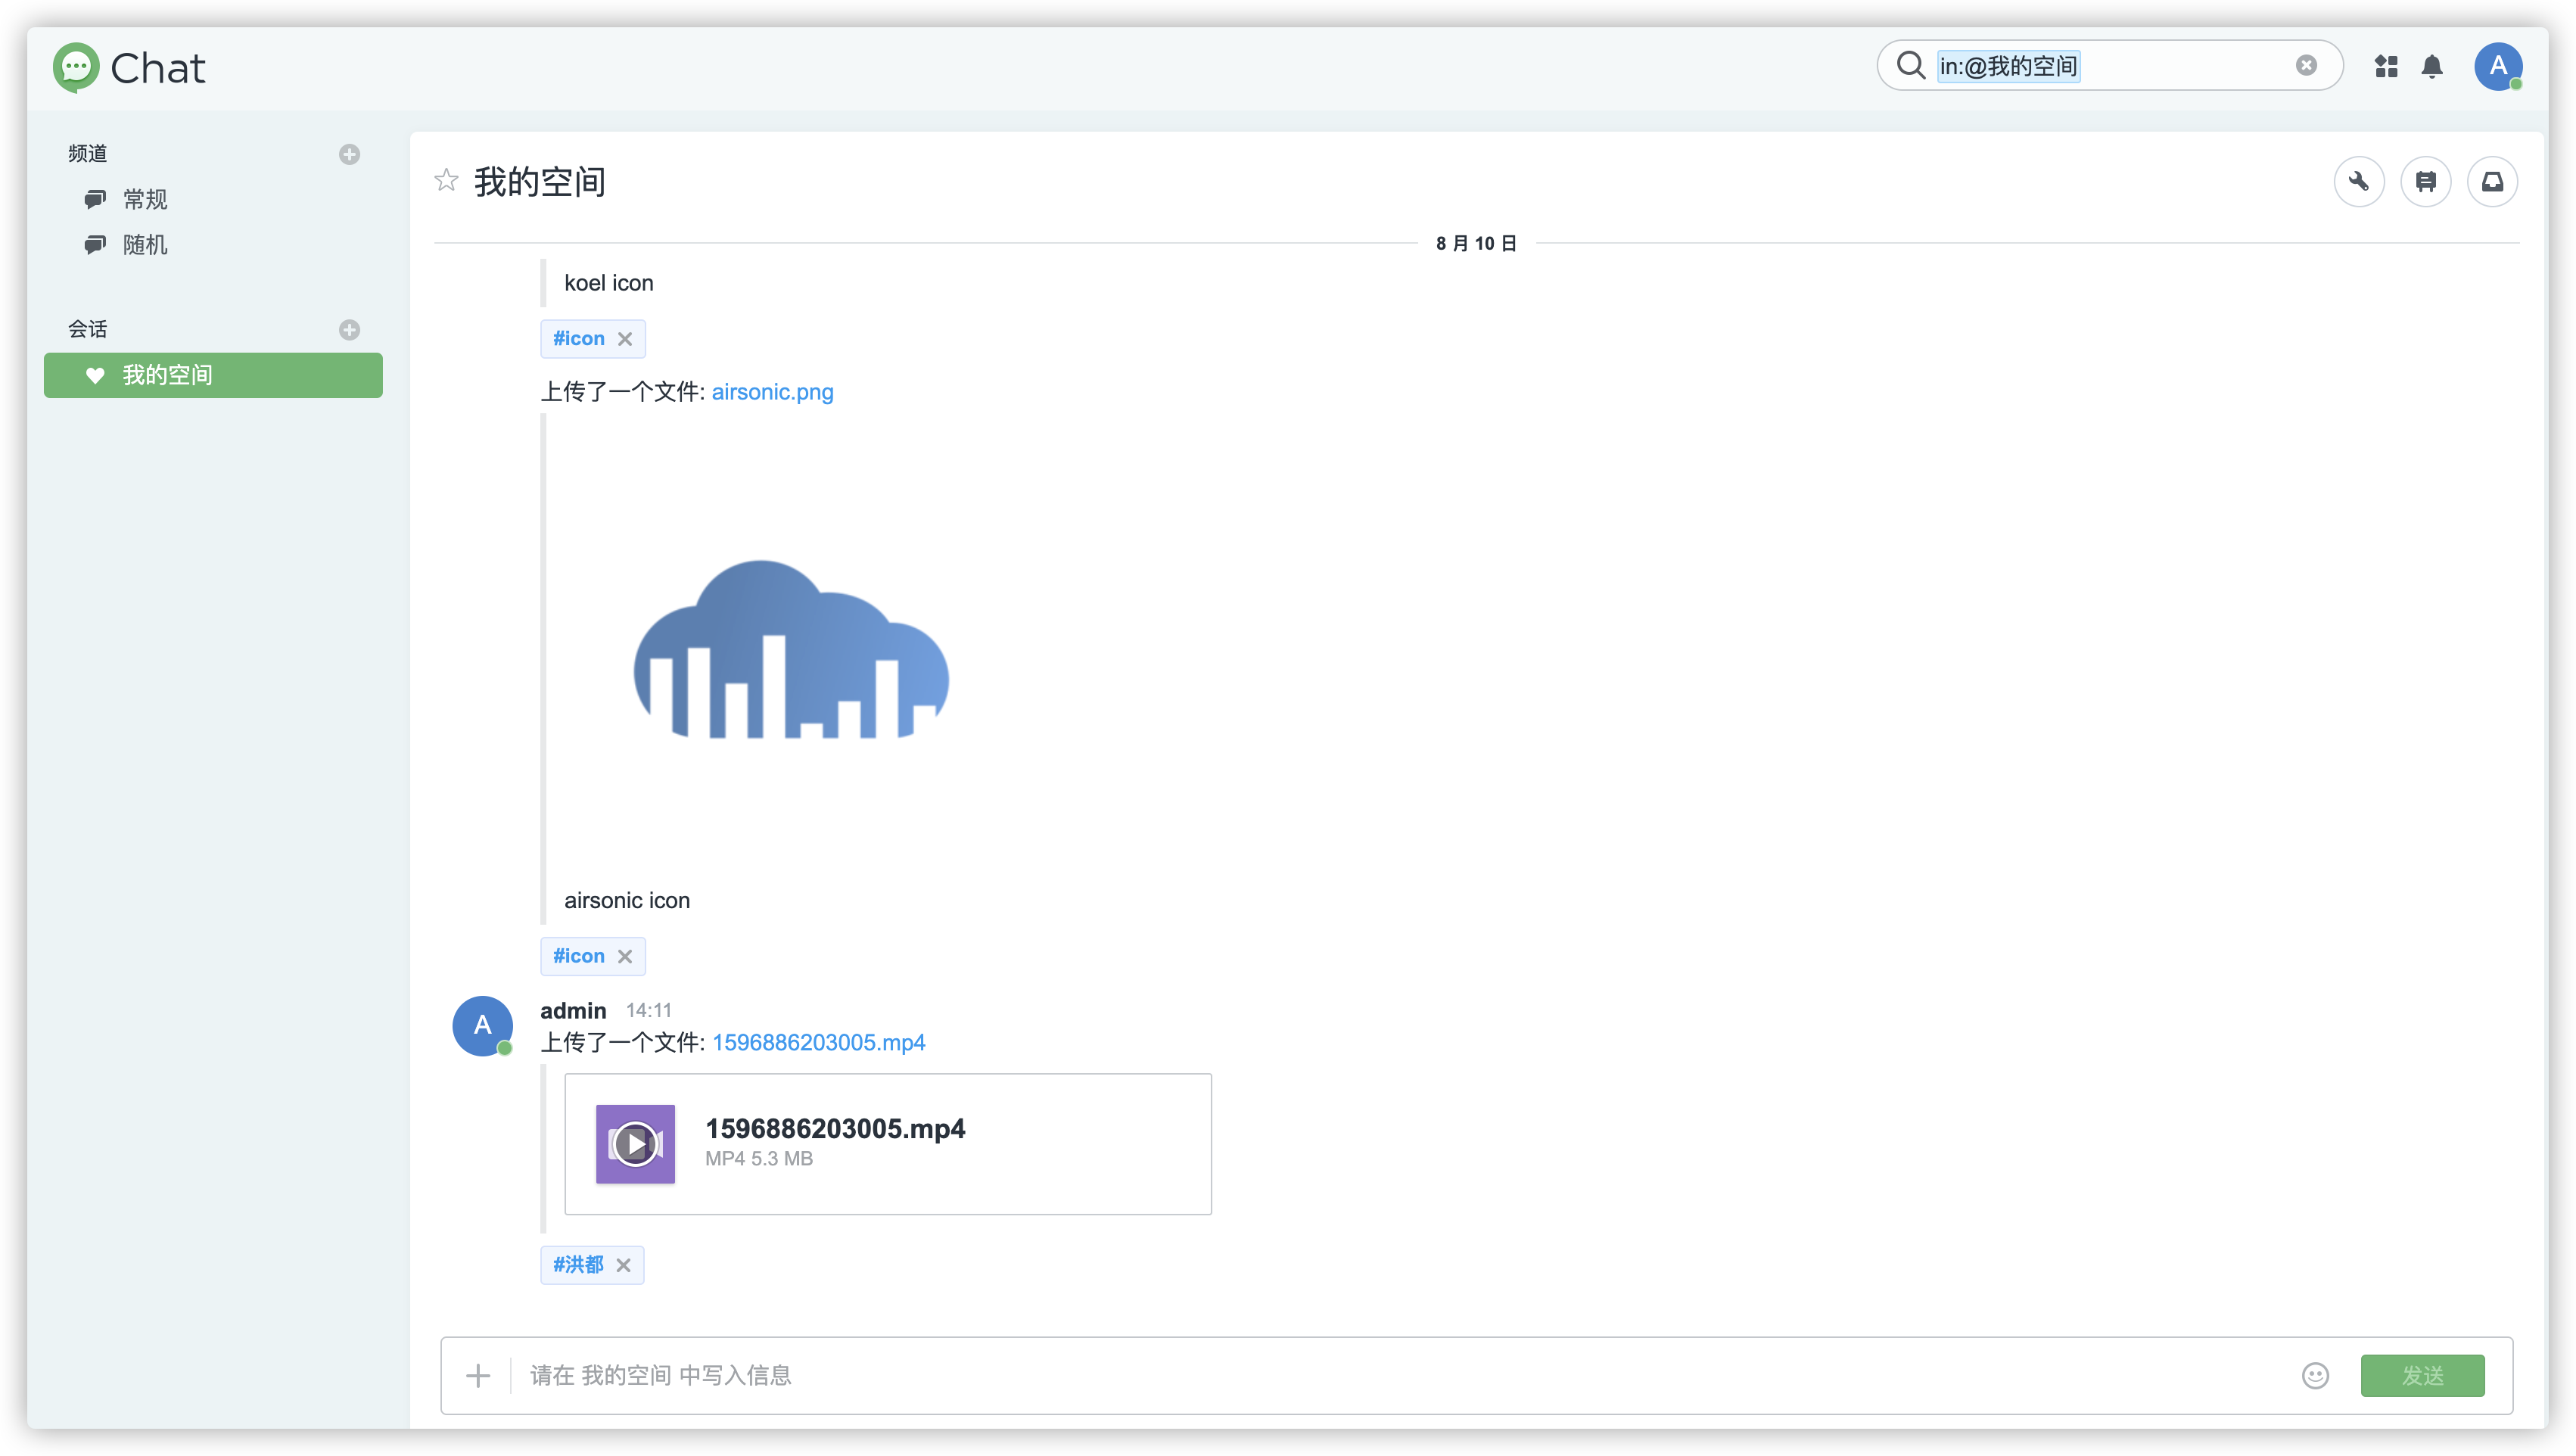 Chat
in:@我的空间
A
频道
常规
随机
会话
我的空间
我的空间
8 月 10 日
koel icon
#icon
上传了一个文件: airsonic.png
airsonic icon
#icon
A
admin 14:11
上传了一个文件: 1596886203005.mp4
1596886203005.mp4
MP4 5.3 MB
#洪都
请在 我的空间 中写入信息
发送